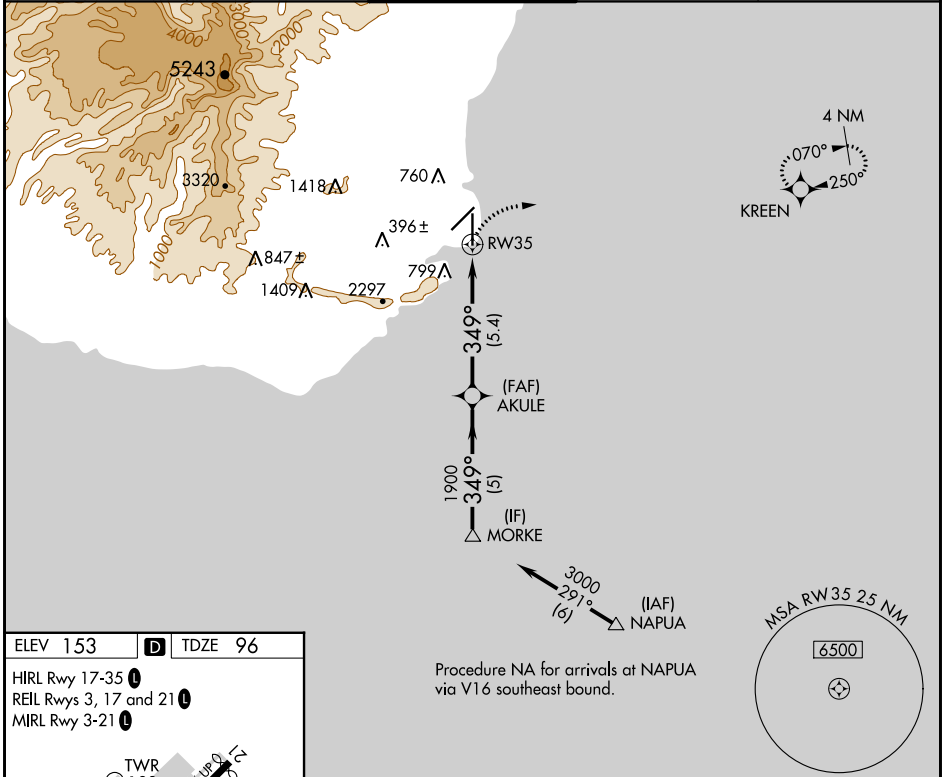 4000
3000
2000
5243
4 NM
070°
250°
KREEN
3320
1418
760
396±
RW35
847±
799
1000
1409
2297
349°
(5.4)
(FAF)
AKULE
1900
349°
(5)
(IF)
MORKE
3000
291°
(6)
(IAF)
NAPUA
MSA RW35 25 NM
6500
Procedure NA for arrivals at NAPUA
via V16 southeast bound.
ELEV 153 D TDZE 96
HIRL Rwy 17-35 L
REIL Rwys 3, 17 and 21 L
MIRL Rwy 3-21 L
TWR
UP
21